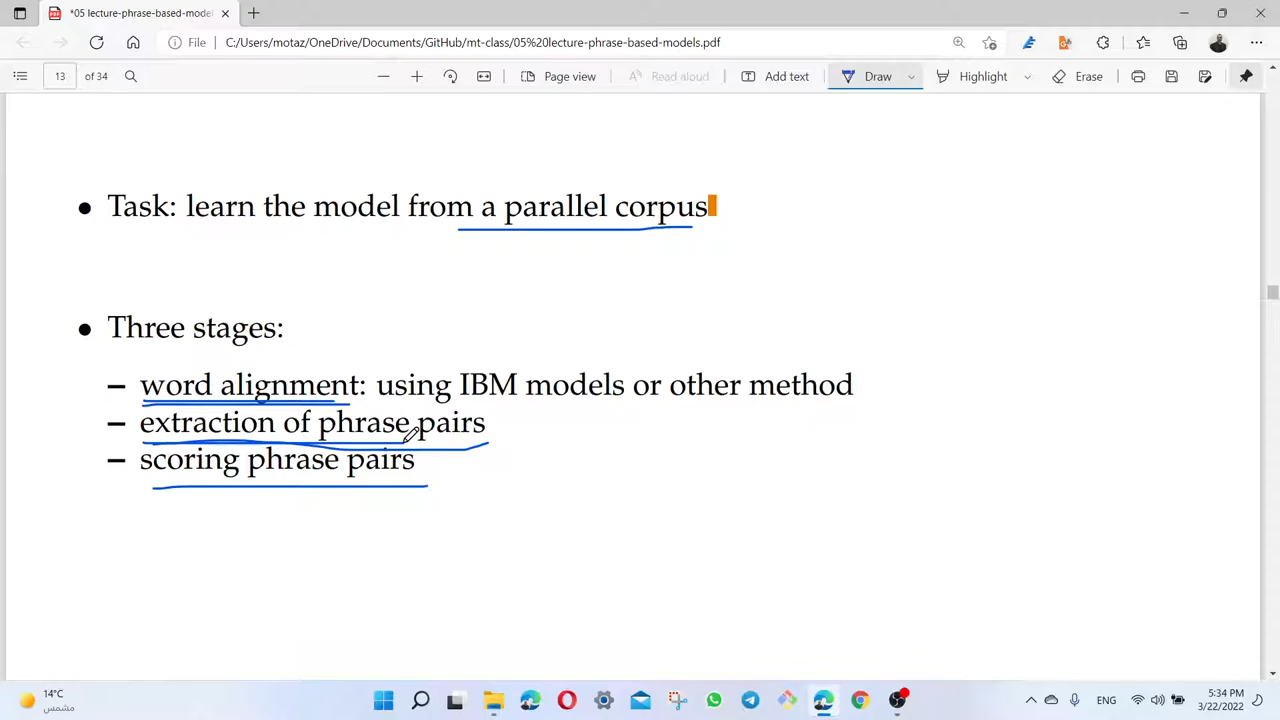 *05 lecture-phrase-based-model
File
C:/Users/motaz/OneDrive/Documents/GitHub/mt-class/05%20lecture-phrase-based-models.pdf
13 of 34
Page view
Read aloud
Add text
Draw
Highlight
Erase
• Task: learn the model from a parallel corpus
• Three stages:
– word alignment: using IBM models or other method
– extraction of phrase pairs
– scoring phrase pairs
14°C
مشمس
ENG
5:34 PM
3/22/2022